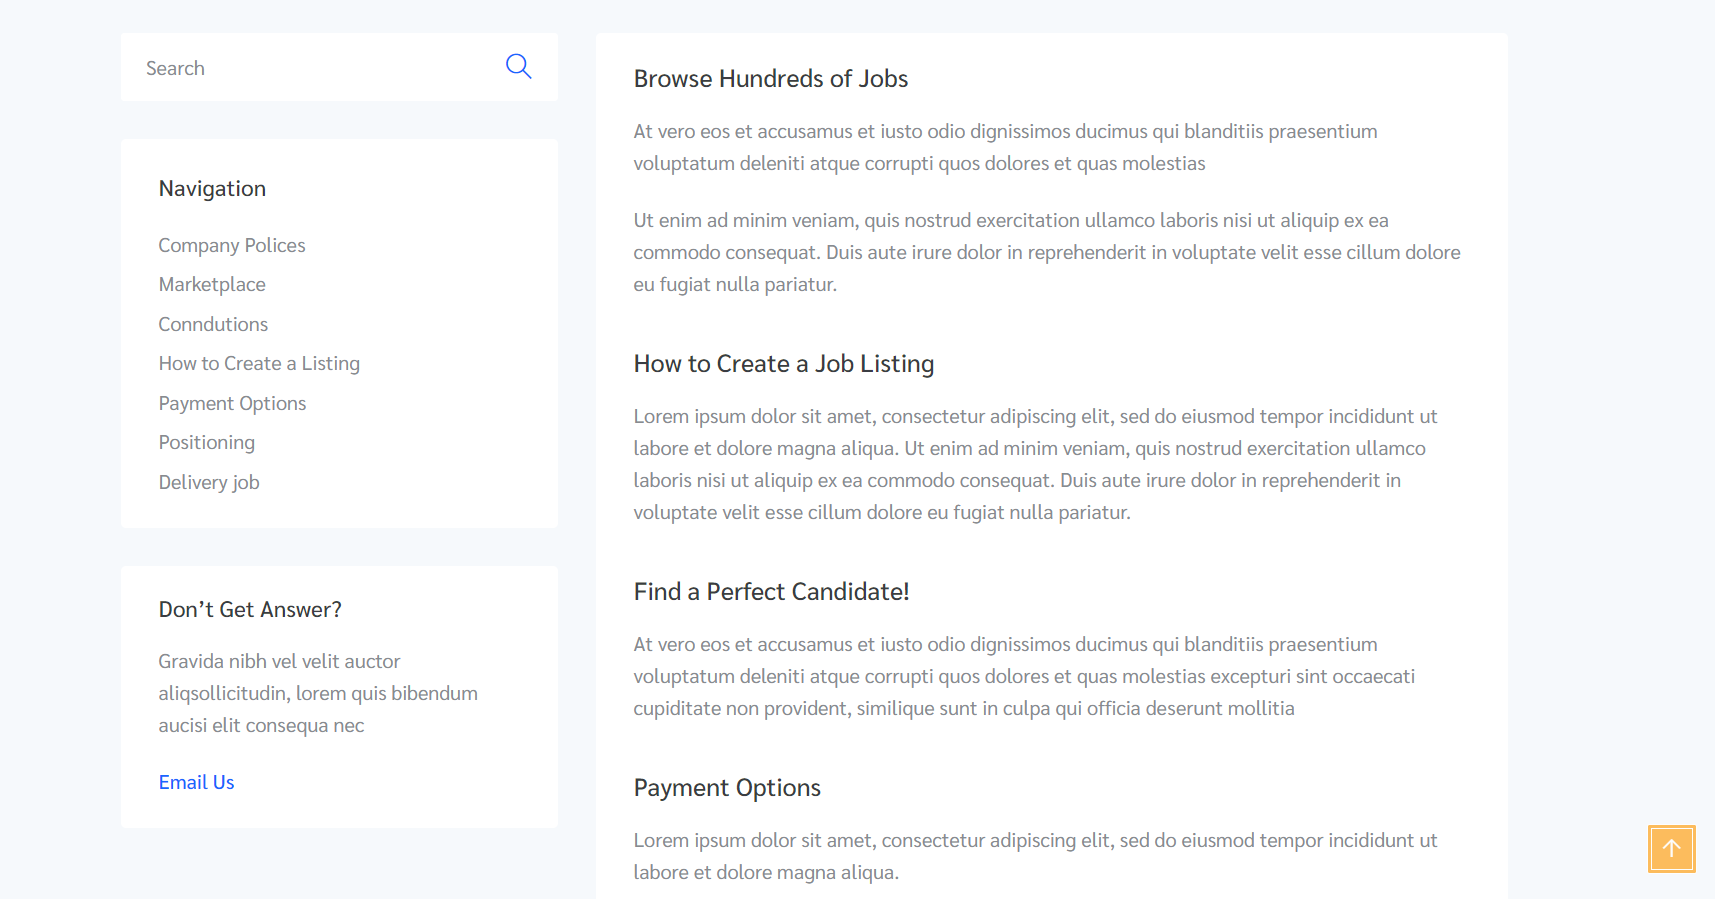 Search
Navigation
Company Polices
Marketplace
Conndutions
How to Create a Listing
Payment Options
Positioning
Delivery job
Don’t Get Answer?
Gravida nibh vel velit auctor
aliqsollicitudin, lorem quis bibendum
aucisi elit consequa nec
Email Us
Browse Hundreds of Jobs
At vero eos et accusamus et iusto odio dignissimos ducimus qui blanditiis praesentium
voluptatum deleniti atque corrupti quos dolores et quas molestias
Ut enim ad minim veniam, quis nostrud exercitation ullamco laboris nisi ut aliquip ex ea
commodo consequat. Duis aute irure dolor in reprehenderit in voluptate velit esse cillum dolore
eu fugiat nulla pariatur.
How to Create a Job Listing
Lorem ipsum dolor sit amet, consectetur adipiscing elit, sed do eiusmod tempor incididunt ut
labore et dolore magna aliqua. Ut enim ad minim veniam, quis nostrud exercitation ullamco
laboris nisi ut aliquip ex ea commodo consequat. Duis aute irure dolor in reprehenderit in
voluptate velit esse cillum dolore eu fugiat nulla pariatur.
Find a Perfect Candidate!
At vero eos et accusamus et iusto odio dignissimos ducimus qui blanditiis praesentium
voluptatum deleniti atque corrupti quos dolores et quas molestias excepturi sint occaecati
cupiditate non provident, similique sunt in culpa qui officia deserunt mollitia
Payment Options
Lorem ipsum dolor sit amet, consectetur adipiscing elit, sed do eiusmod tempor incididunt ut
labore et dolore magna aliqua.